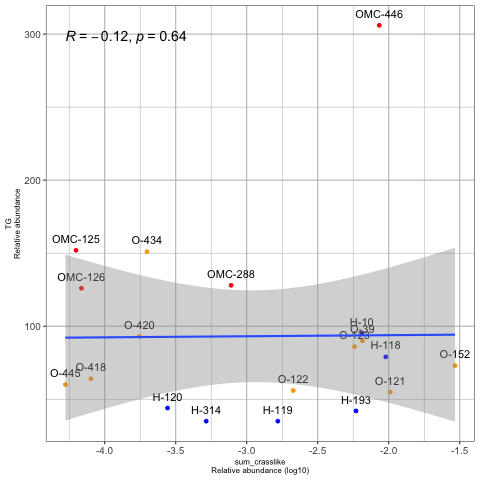 OMC-446
R = −0.12, p = 0.64
300
OMC-125
O-434
200
OMC-288
OMC-126
H-10
O-39
O-420
O-123
100
H-118
O-152
O-445
O-418
O-122
O-121
H-120
H-193
H-314
H-119
TG
Relative abundance
-4.0
-3.5
-3.0
-2.5
-2.0
-1.5
sum_crasslike
Relative abundance (log10)